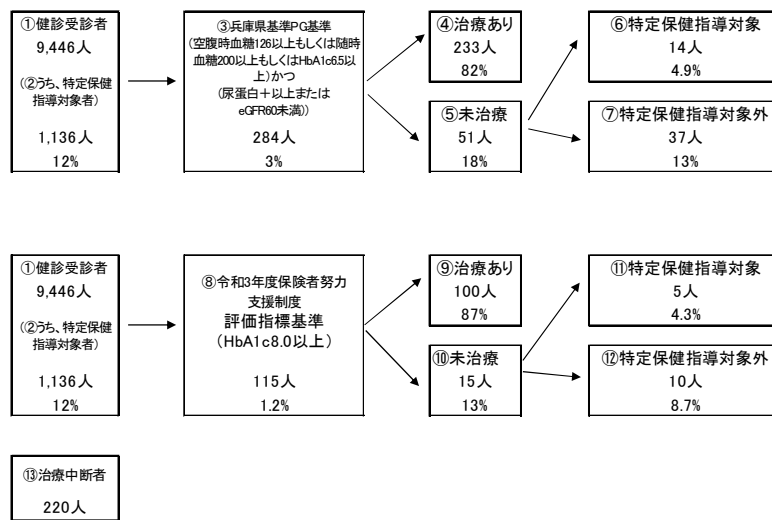 ①健診受診者
9,446人
(②うち、特定保健
指導対象者)
1,136人
12%
③兵庫県基準PG基準
(空腹時血糖126以上もしくは随時
血糖200以上もしくはHbA1c6.5以
上)かつ
(尿蛋白+以上または
eGFR60未満))
284人
3%
④治療あり
233人
82%
⑤未治療
51人
18%
⑥特定保健指導対象
14人
4.9%
⑦特定保健指導対象外
37人
13%
①健診受診者
9,446人
(②うち、特定保健
指導対象者)
1,136人
12%
⑧令和3年度保険者努力
支援制度
評価指標基準
(HbA1c8.0以上)
115人
1.2%
⑨治療あり
100人
87%
⑩未治療
15人
13%
⑪特定保健指導対象
5人
4.3%
⑫特定保健指導対象外
10人
8.7%
⑬治療中断者
220人